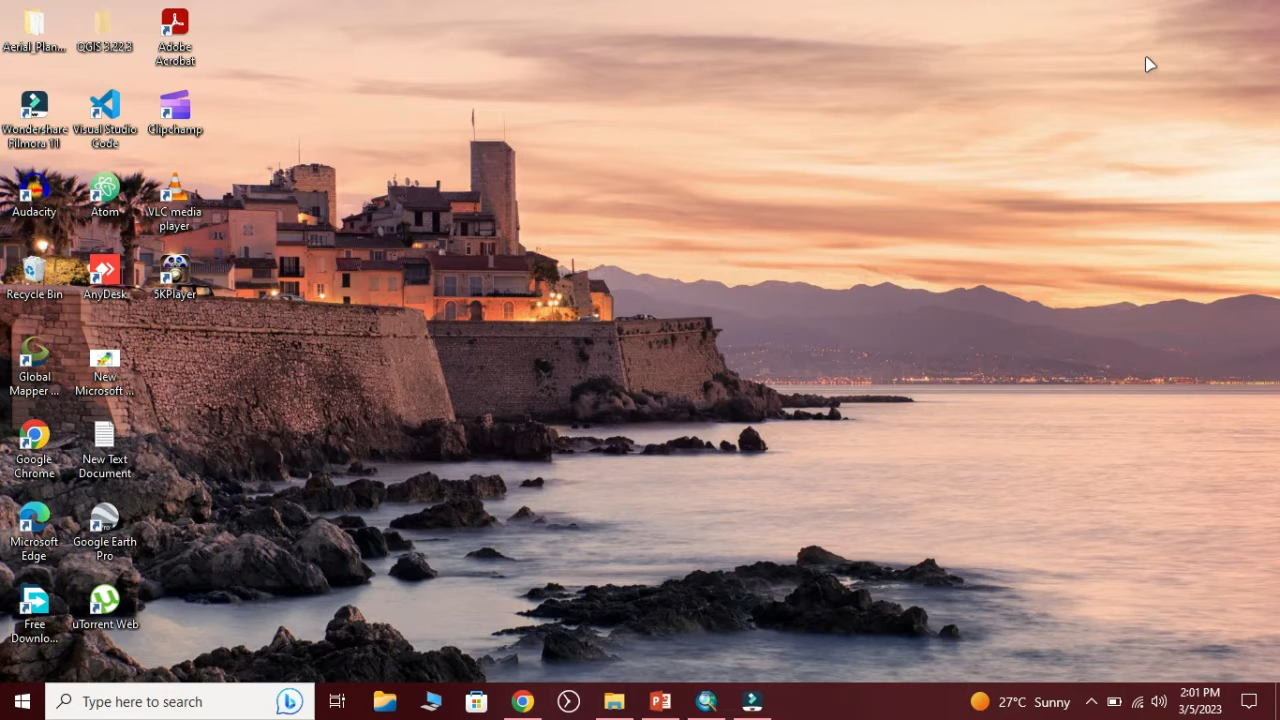 Aerial_Plan...
QGIS 3.22.3
Adobe
Acrobat
Wondershare
Filmora 11
Visual Studio
Code
Clipchamp
Audacity
Atom
VLC media
player
Recycle Bin
AnyDesk
5KPlayer
Global
Mapper ...
New
Microsoft ...
Google
Chrome
New Text
Document
Microsoft
Edge
Google Earth
Pro
Free
Downlo...
uTorrent Web
Type here to search
27°C Sunny
2:01 PM
3/5/2023